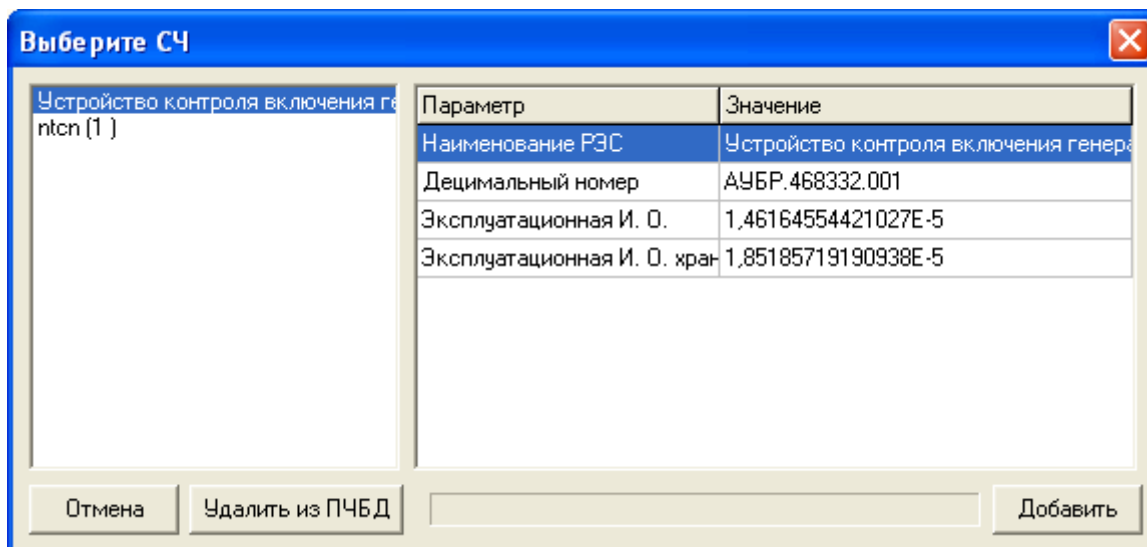 Выберите СЧ
Устройство контроля включения ге
ntcn (1 )
Параметр Значение
Наименование РЭС Устройство контроля включения генера
Децимальный номер АУБР.468332.001
Эксплуатационная И. О. 1,46164554421027E-5
Эксплуатационная И. О. хран 1,85185719190938E-5
Отмена Удалить из ПЧБД Добавить